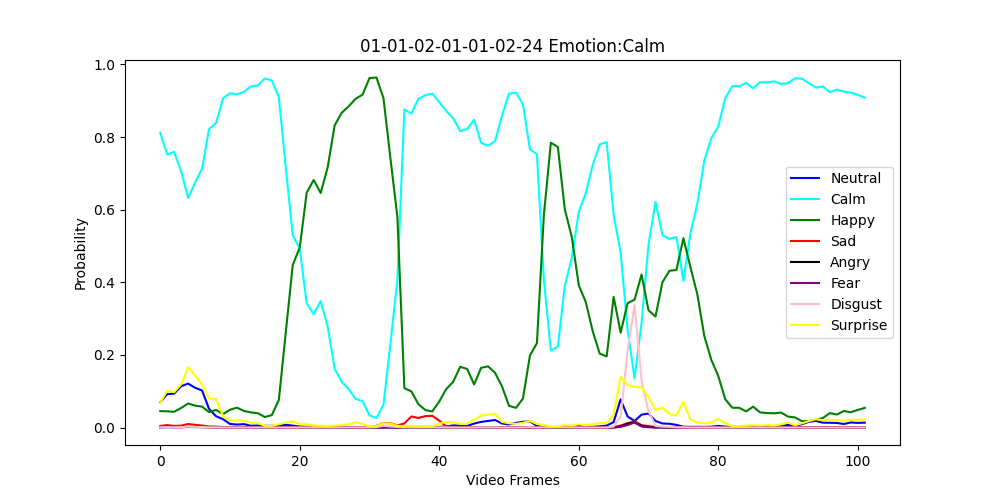 01-01-02-01-01-02-24 Emotion:Calm
Probability
1.0
0.8
0.6
0.4
0.2
0.0
Neutral
Calm
Happy
Sad
Angry
Fear
Disgust
Surprise
0 20 40 60 80 100
Video Frames